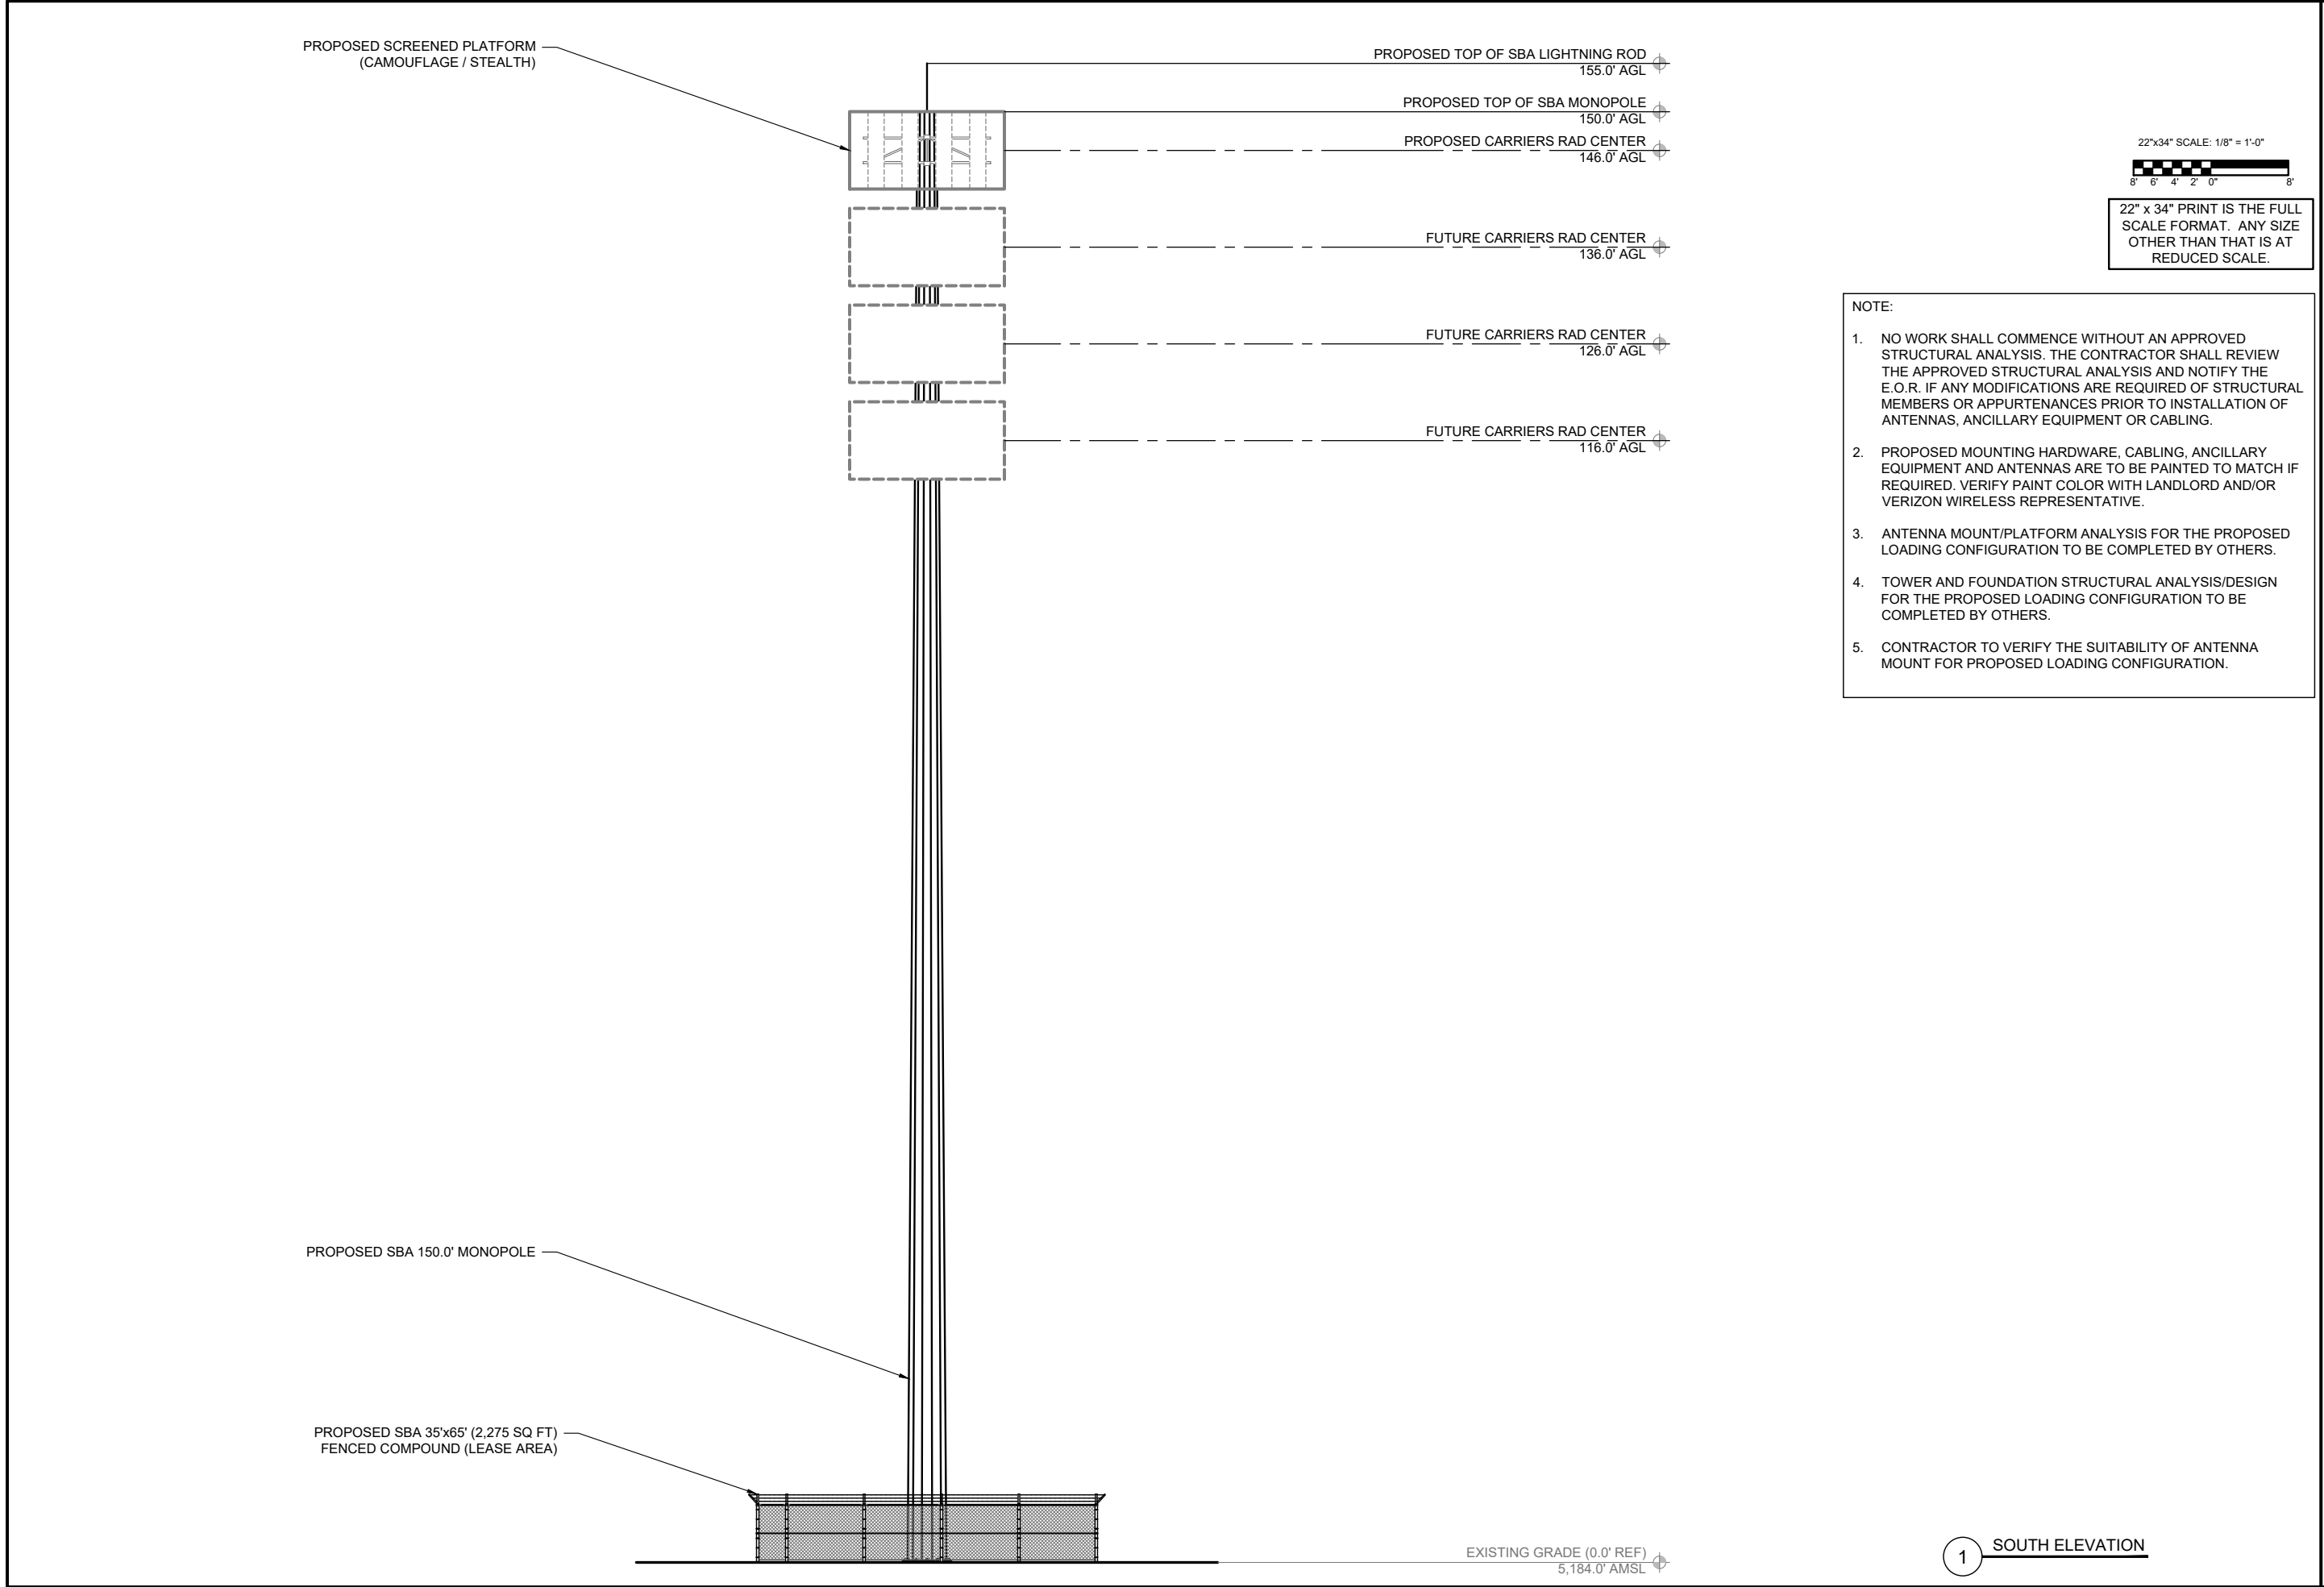 PROPOSED SCREENED PLATFORM
(CAMOUFLAGE / STEALTH)
PROPOSED TOP OF SBA LIGHTNING ROD
155.0' AGL
PROPOSED TOP OF SBA MONOPOLE
150.0' AGL
PROPOSED CARRIERS RAD CENTER
146.0' AGL
FUTURE CARRIERS RAD CENTER
136.0' AGL
FUTURE CARRIERS RAD CENTER
126.0' AGL
FUTURE CARRIERS RAD CENTER
116.0' AGL
22"x34" SCALE: 1/8" = 1'-0"
8' 6' 4' 2' 0" 8'
22" x 34" PRINT IS THE FULL
SCALE FORMAT. ANY SIZE
OTHER THAN THAT IS AT
REDUCED SCALE.
NOTE:
1. NO WORK SHALL COMMENCE WITHOUT AN APPROVED
STRUCTURAL ANALYSIS. THE CONTRACTOR SHALL REVIEW
THE APPROVED STRUCTURAL ANALYSIS AND NOTIFY THE
E.O.R. IF ANY MODIFICATIONS ARE REQUIRED OF STRUCTURAL
MEMBERS OR APPURTENANCES PRIOR TO INSTALLATION OF
ANTENNAS, ANCILLARY EQUIPMENT OR CABLING.
2. PROPOSED MOUNTING HARDWARE, CABLING, ANCILLARY
EQUIPMENT AND ANTENNAS ARE TO BE PAINTED TO MATCH IF
REQUIRED. VERIFY PAINT COLOR WITH LANDLORD AND/OR
VERIZON WIRELESS REPRESENTATIVE.
3. ANTENNA MOUNT/PLATFORM ANALYSIS FOR THE PROPOSED
LOADING CONFIGURATION TO BE COMPLETED BY OTHERS.
4. TOWER AND FOUNDATION STRUCTURAL ANALYSIS/DESIGN
FOR THE PROPOSED LOADING CONFIGURATION TO BE
COMPLETED BY OTHERS.
5. CONTRACTOR TO VERIFY THE SUITABILITY OF ANTENNA
MOUNT FOR PROPOSED LOADING CONFIGURATION.
PROPOSED SBA 150.0' MONOPOLE
PROPOSED SBA 35'x65' (2,275 SQ FT)
FENCED COMPOUND (LEASE AREA)
EXISTING GRADE (0.0' REF)
5,184.0' AMSL
1 SOUTH ELEVATION